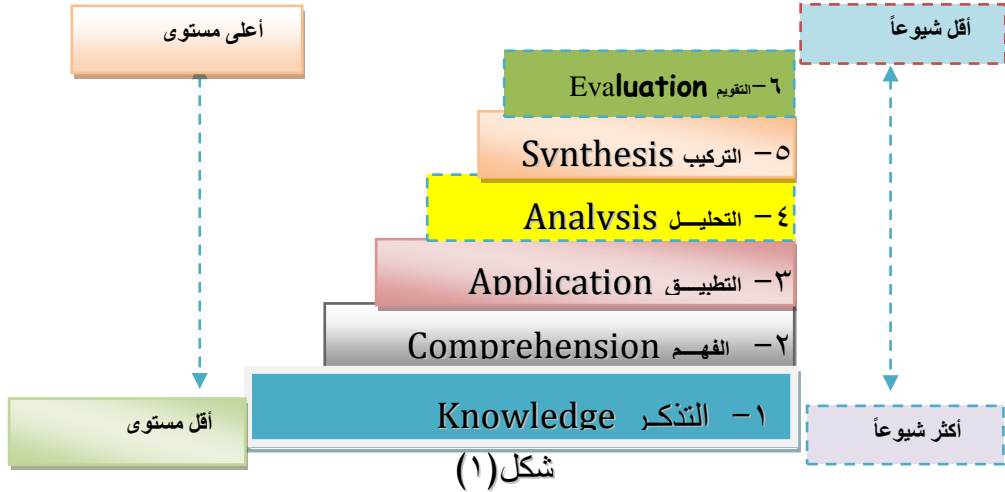 أعلى مستوى
أقل شيوعاً
٦-التقويم Evaluation
٥- التركيب Synthesis
٤- التحليـــل Analysis
٣- التطبيـــق Application
٢- الفهـــم Comprehension
١- التذكـر Knowledge
أقل مستوى
أكثر شيوعاً
شكل(١)